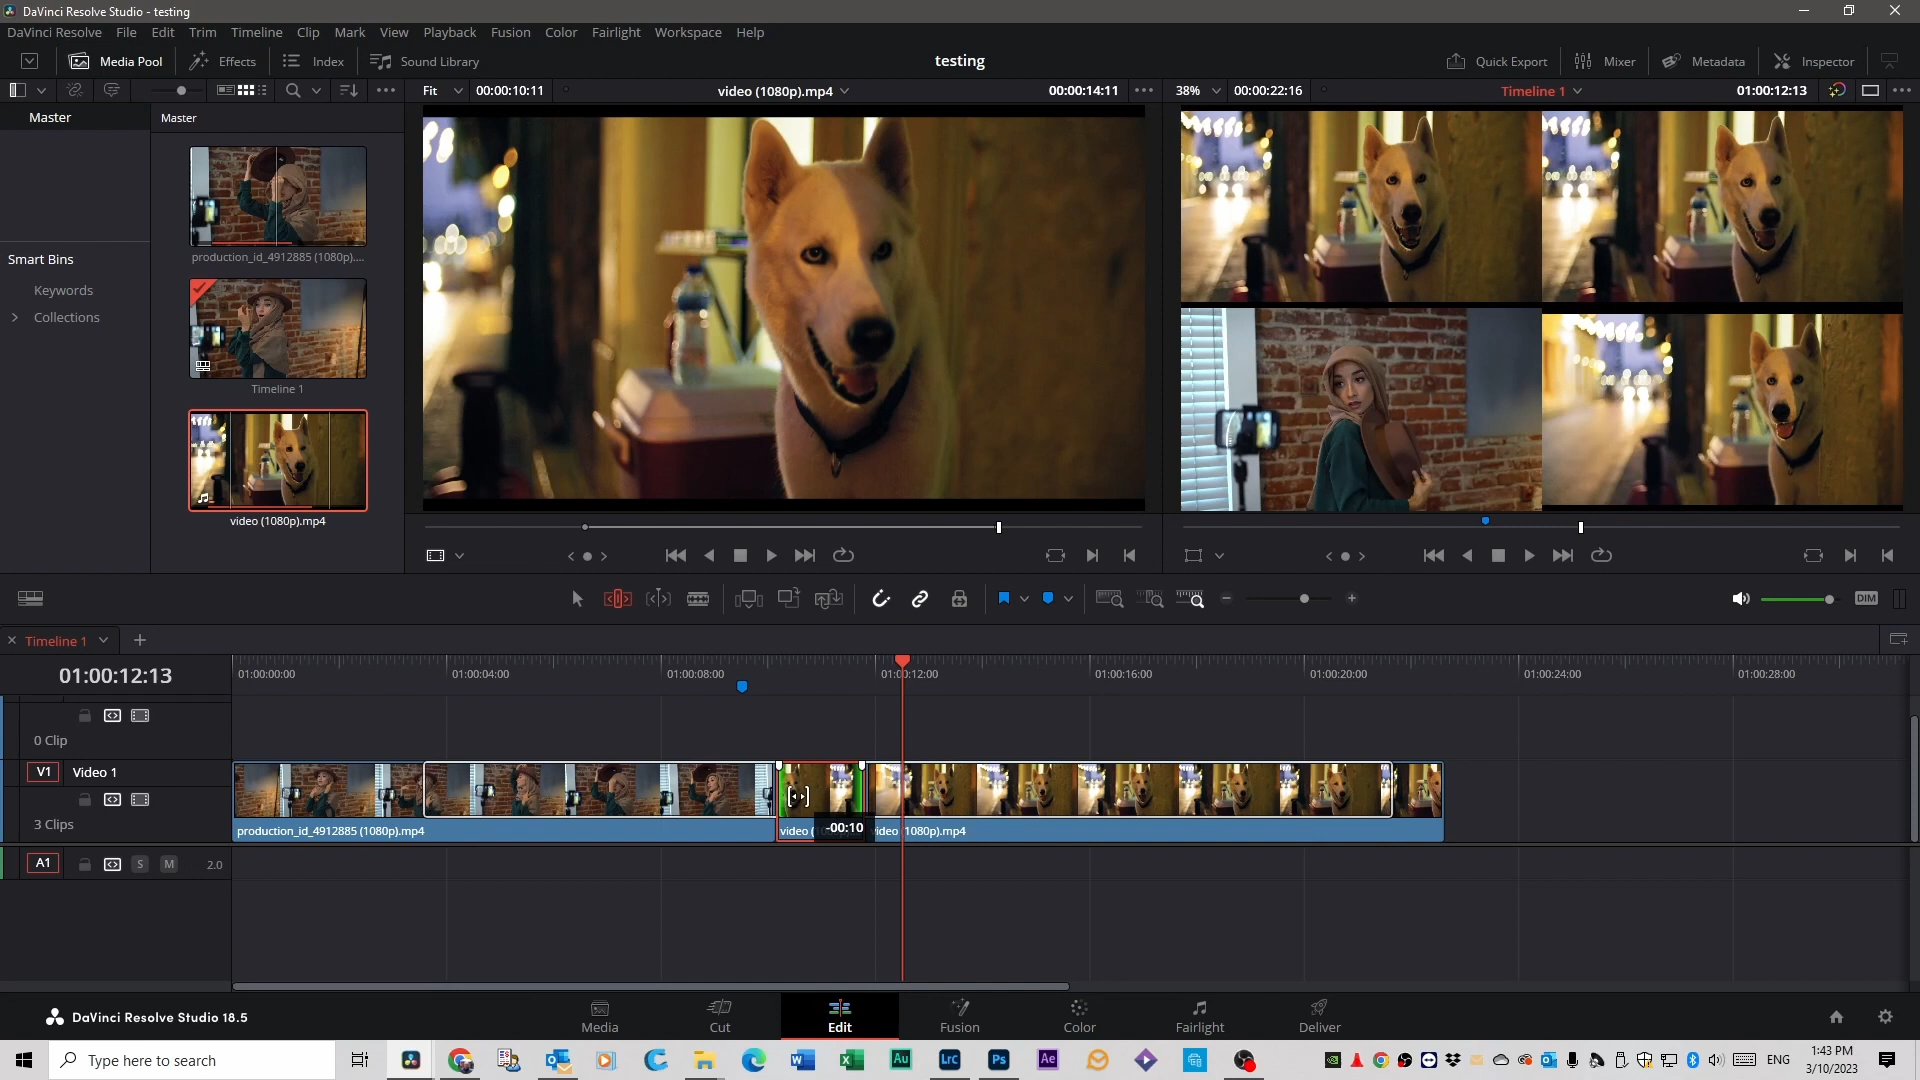 DaVinci Resolve Studio - testing
DaVinci Resolve File Edit Trim Timeline Clip Mark View Playback Fusion Color Fairlight Workspace Help
Media Pool Effects Index Sound Library testing Quick Export Mixer Metadata Inspector
Fit 00:00:10:11 video (1080p).mp4 00:00:14:11 38% 00:00:22:16 Timeline 1 01:00:12:13
Master Master
production_id_4912885 (1080p)....
Smart Bins
Keywords
Collections
Timeline 1
video (1080p).mp4
DIM
Timeline 1
01:00:12:13 01:00:00:00 01:00:04:00 01:00:08:00 01:00:12:00 01:00:16:00 01:00:20:00 01:00:24:00 01:00:28:00
0 Clip
V1 Video 1
3 Clips
production_id_4912885 (1080p).mp4 video -00:10 video (1080p).mp4
A1 S M 2.0
DaVinci Resolve Studio 18.5
Media Cut Edit Fusion Color Fairlight Deliver
Type here to search
Au LrC Ps Ae
ENG 1:43 PM
3/10/2023